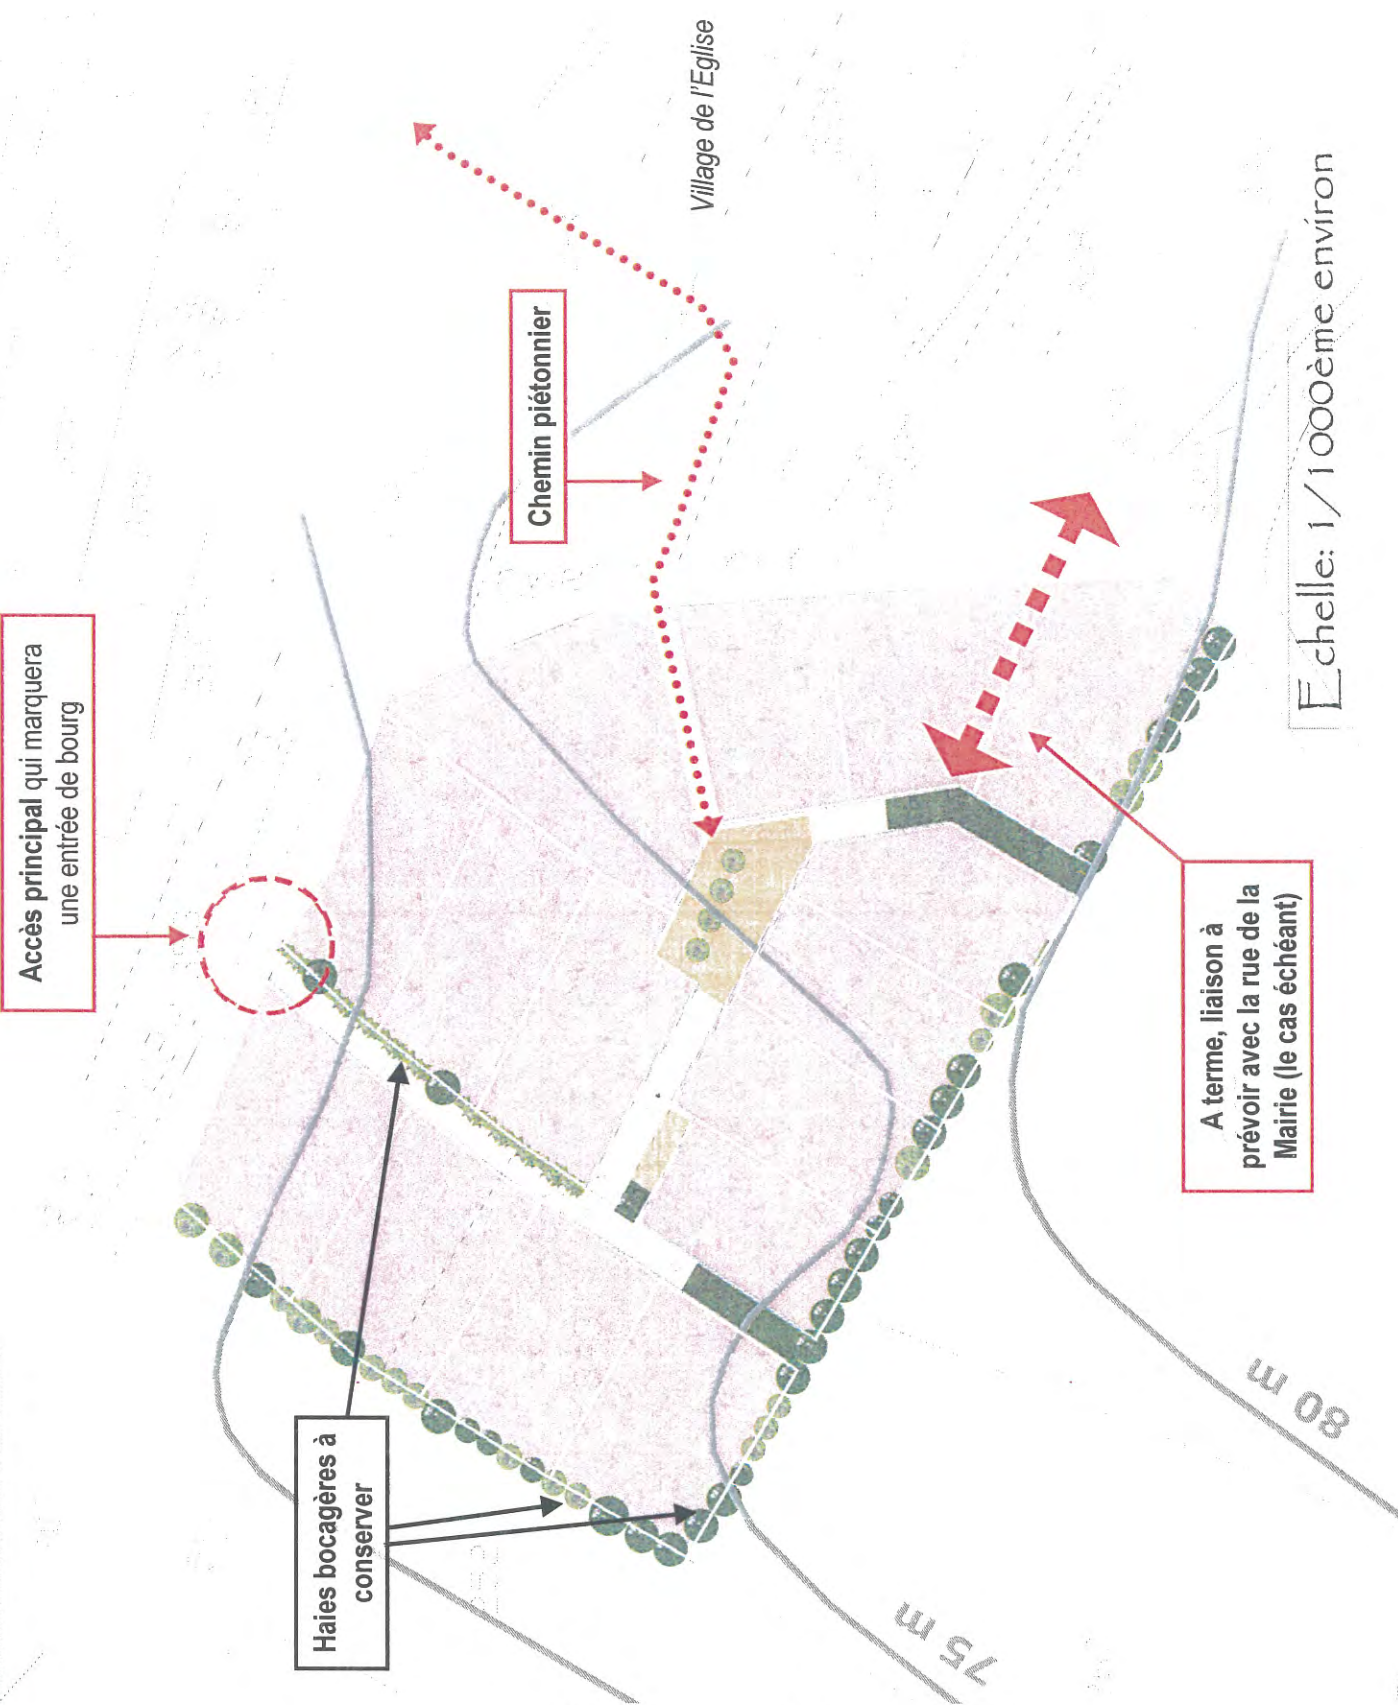 Accès principal qui marquera
une entrée de bourg
Village de l'Eglise
Chemin piétonnier
Haies bocagères à
conserver
A terme, liaison à
prévoir avec la rue de la
Mairie (le cas échéant)
75 m
80 m
Echelle: 1/1000ème environ